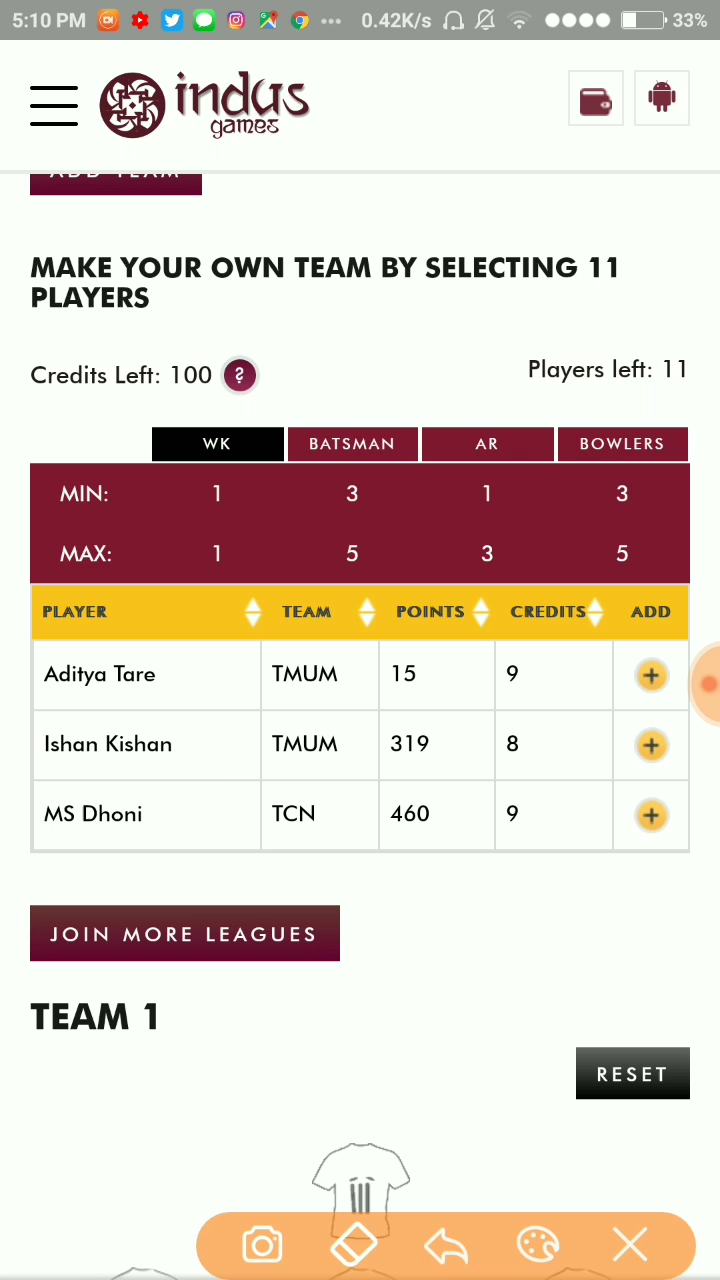 5:10 PM 0.42K/s 33%
indus
games
ADD TEAM
MAKE YOUR OWN TEAM BY SELECTING 11
PLAYERS
Credits Left: 100 ?
Players left: 11
WK BATSMAN AR BOWLERS
MIN: 1 3 1 3
MAX: 1 5 3 5
PLAYER TEAM POINTS CREDITS ADD
Aditya Tare TMUM 15 9 +
Ishan Kishan TMUM 319 8 +
MS Dhoni TCN 460 9 +
JOIN MORE LEAGUES
TEAM 1
RESET